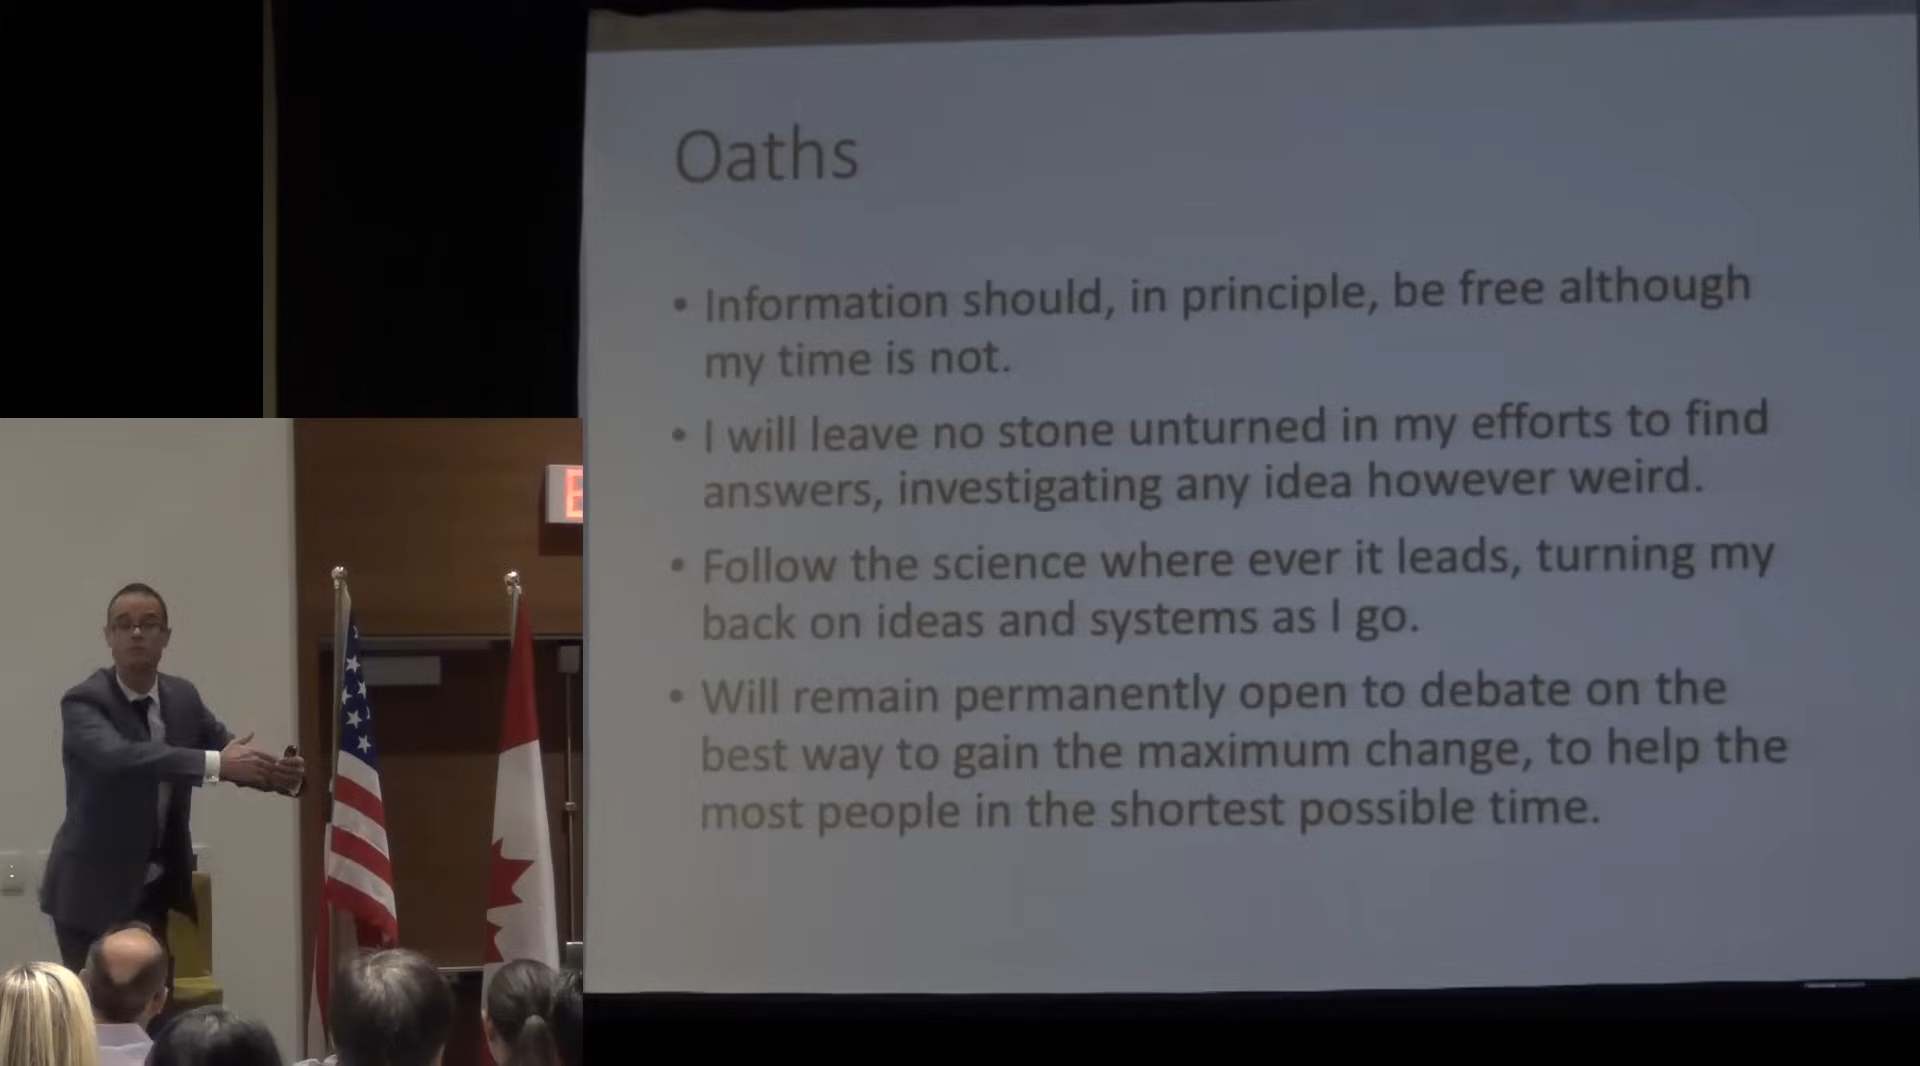 Oaths
• Information should, in principle, be free although
my time is not.
• I will leave no stone unturned in my efforts to find
answers, investigating any idea however weird.
• Follow the science where ever it leads, turning my
back on ideas and systems as I go.
• Will remain permanently open to debate on the
best way to gain the maximum change, to help the
most people in the shortest possible time.
E